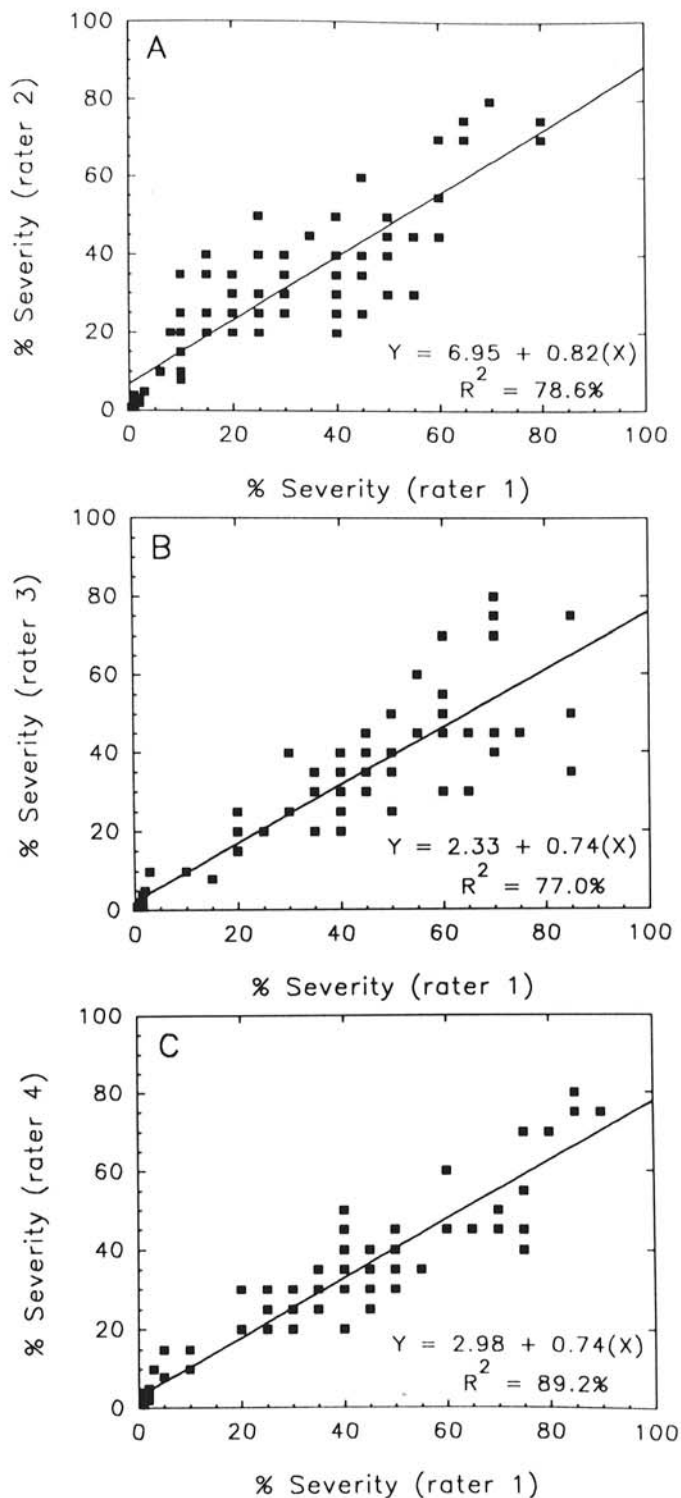 A
100
80
60
40
20
0
% Severity (rater 2)
Y = 6.95 + 0.82(X)
R² = 78.6%
0 20 40 60 80 100
% Severity (rater 1)
B
100
80
60
40
20
0
% Severity (rater 3)
Y = 2.33 + 0.74(X)
R² = 77.0%
0 20 40 60 80 100
% Severity (rater 1)
C
100
80
60
40
20
0
% Severity (rater 4)
Y = 2.98 + 0.74(X)
R² = 89.2%
0 20 40 60 80 100
% Severity (rater 1)